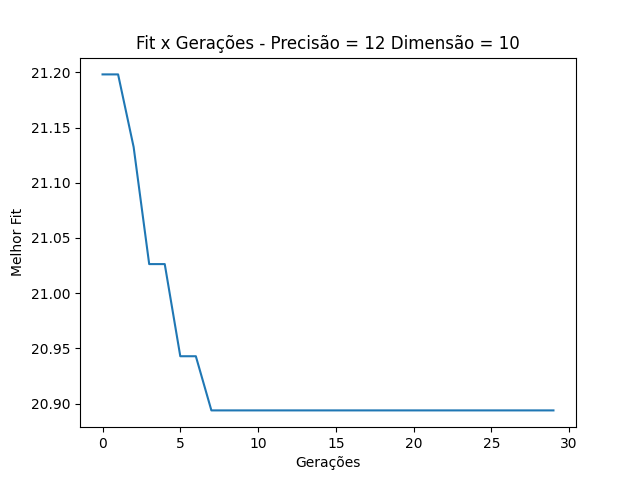 Fit x Gerações - Precisão = 12 Dimensão = 10
21.20
21.15
21.10
21.05
21.00
20.95
20.90
Melhor Fit
0 5 10 15 20 25 30
Gerações